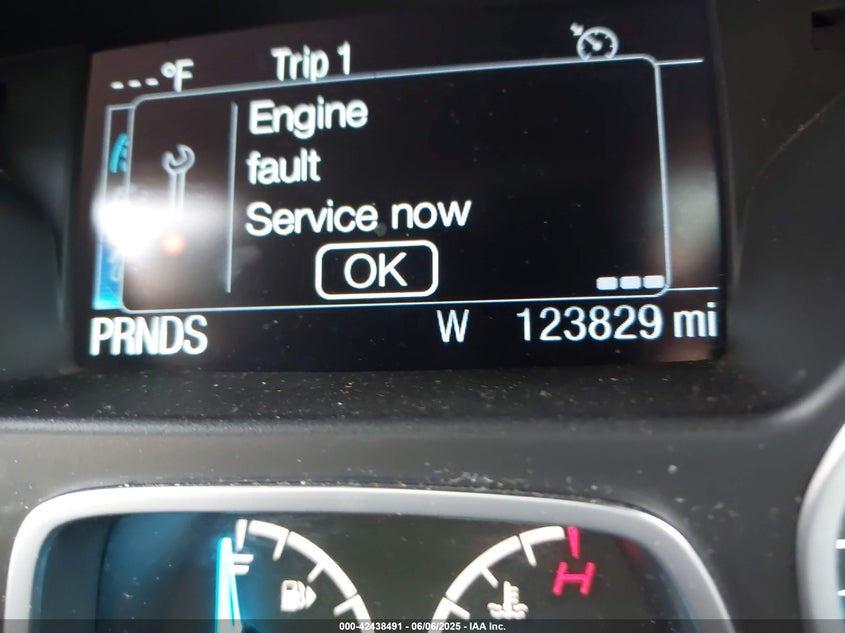 ---°F Trip 1
Engine
fault
Service now
OK
PRNDS W 123829 mi
F H
000-42438491 - 06/06/2025 - IAA Inc.